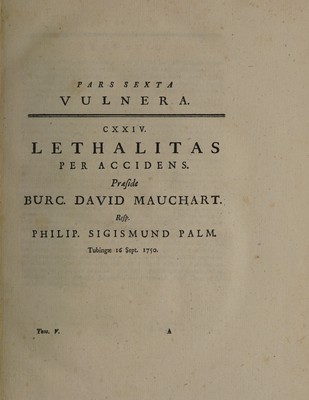 PARS SEXTA
VULNERA.
CXXIV.
LETHALITAS
PER ACCIDENS.
Præside
BURC. DAVID MAUCHART.
Resp.
PHILIP. SIGISMUND PALM.
Tubingæ 16 Sept. 1750.
Tom. V. A